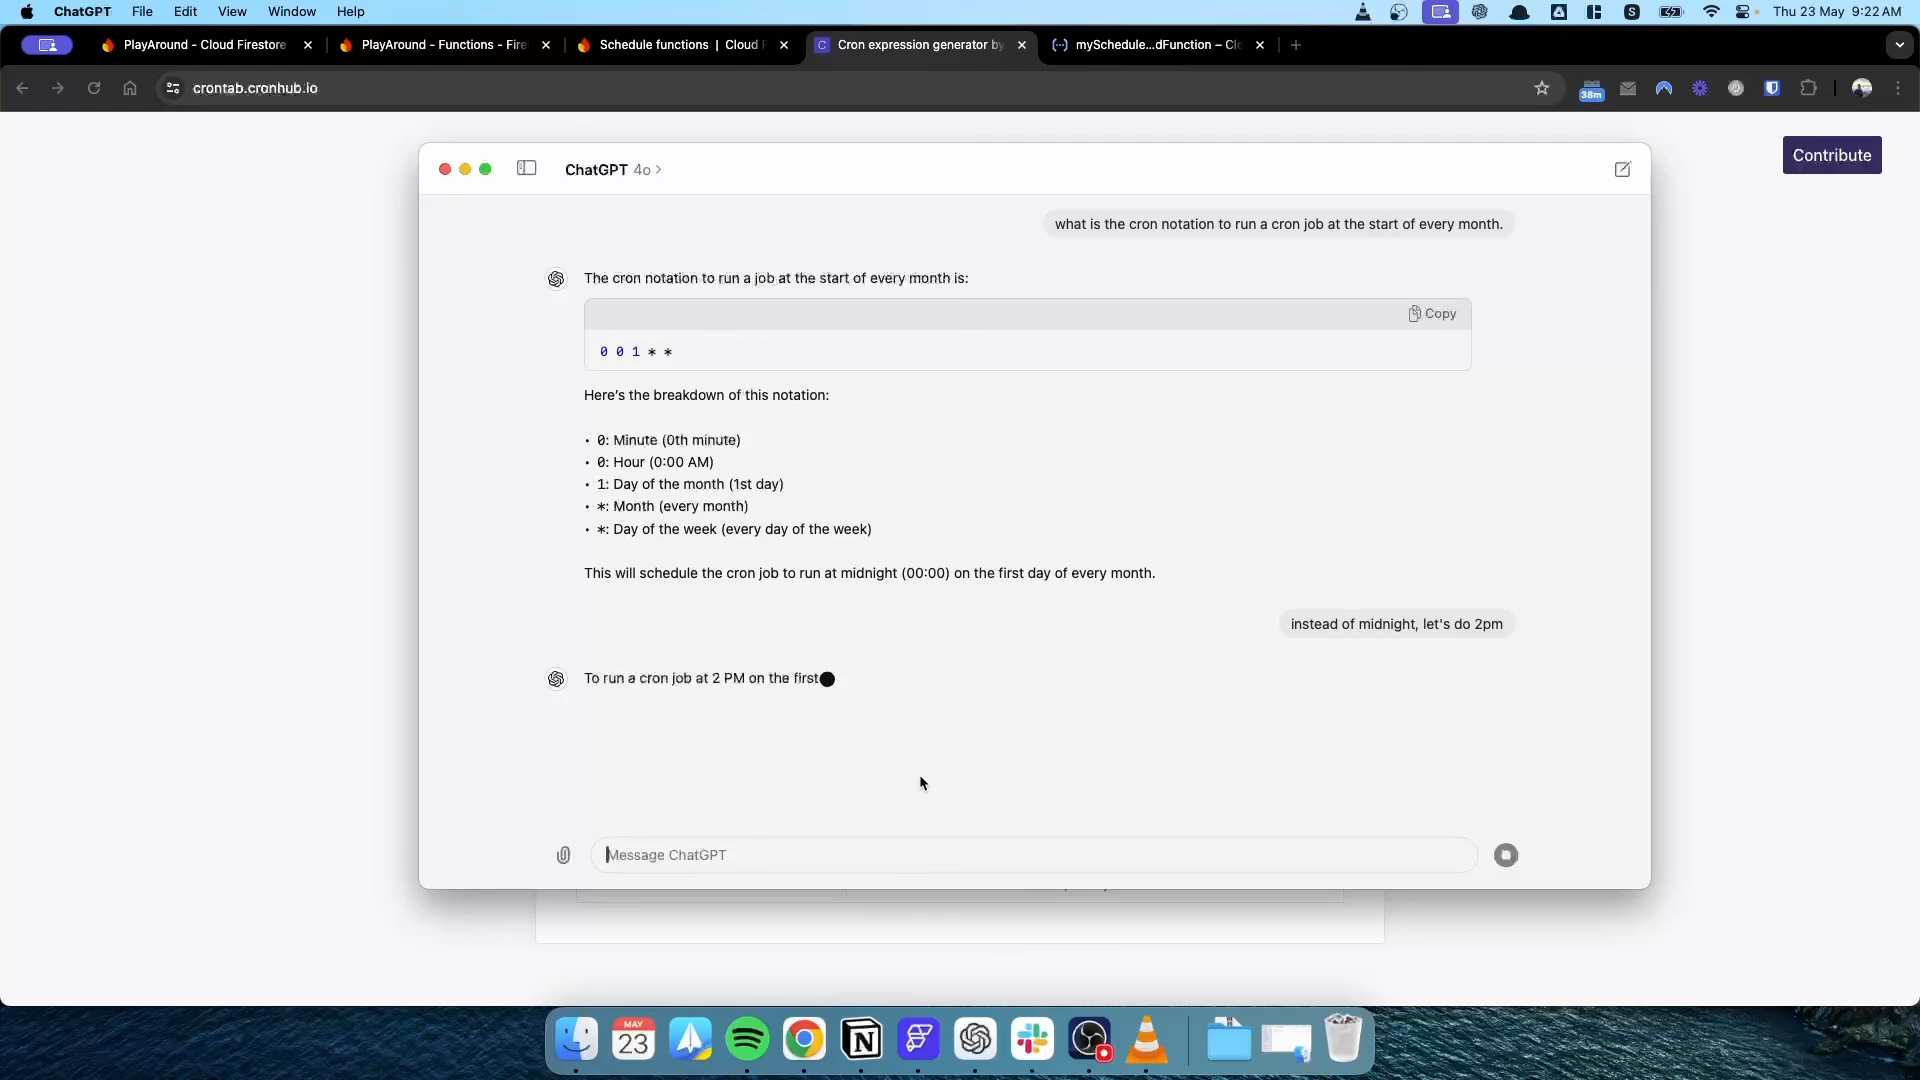 ChatGPT File Edit View Window Help
S
Thu 23 May 9:22 AM
PlayAround - Cloud Firestore
PlayAround - Functions - Fire
Schedule functions | Cloud F
C Cron expression generator by
mySchedule...dFunction – Clo
crontab.cronhub.io
38m
Contribute
ChatGPT 4o
what is the cron notation to run a cron job at the start of every month.
The cron notation to run a job at the start of every month is:
Copy
0 0 1 * *
Here's the breakdown of this notation:
• 0: Minute (0th minute)
• 0: Hour (0:00 AM)
• 1: Day of the month (1st day)
• *: Month (every month)
• *: Day of the week (every day of the week)
This will schedule the cron job to run at midnight (00:00) on the first day of every month.
instead of midnight, let's do 2pm
To run a cron job at 2 PM on the first
Message ChatGPT
MAY
23